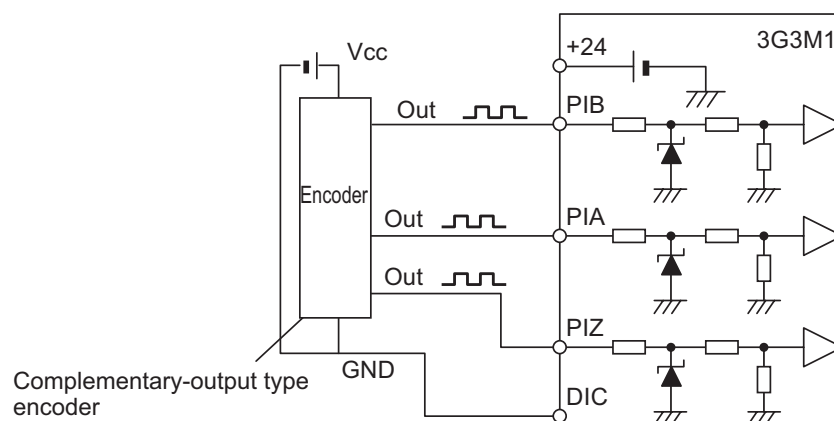 Vcc
+24
3G3M1
Out
PIB
Encoder
Out
PIA
Out
PIZ
GND
DIC
Complementary-output type
encoder